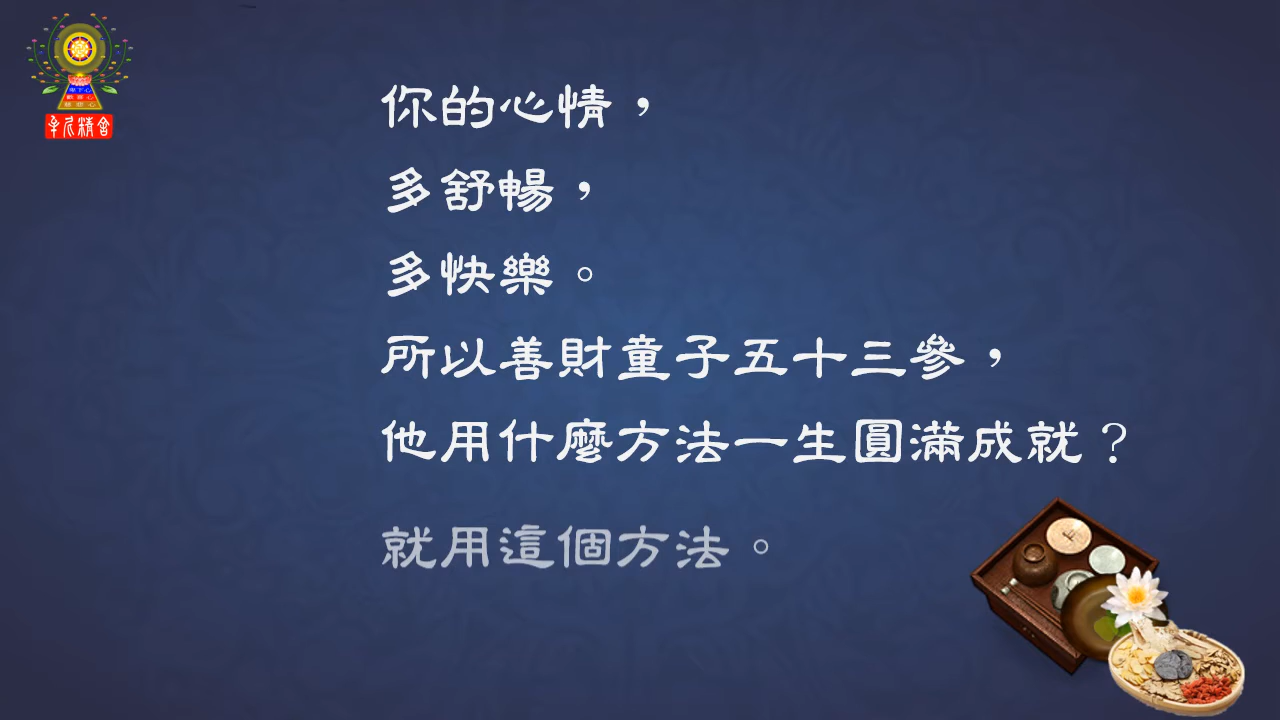 你的心情，
多舒暢，
多快樂。
所以善財童子五十三參，
他用什麼方法一生圓滿成就？
就用這個方法。